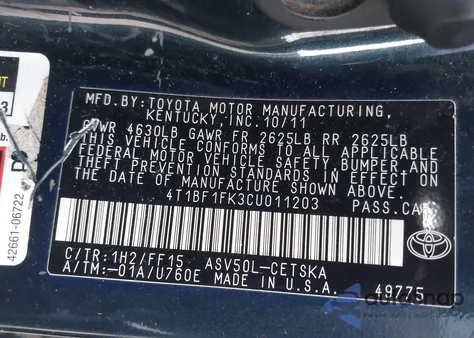 MFD.BY:TOYOTA MOTOR MANUFACTURING,
KENTUCKY,INC.10/11
GVWR 4630LB GAWR FR 2625LB RR 2625LB
THIS VEHICLE CONFORMS TO ALL APPLICABLE
FEDERAL MOTOR VEHICLE SAFETY,BUMPER,AND
THEFT PREVENTION STANDARDS IN EFFECT ON
THE DATE OF MANUFACTURE SHOWN ABOVE.
4T1BF1FK3CU011203 PASS.CAR
C/TR:1H2/FF15 ASV50L-CETSKA
A/TM:-01A/U760E MADE IN U.S.A.
49775
TOYOTA
42661-06722